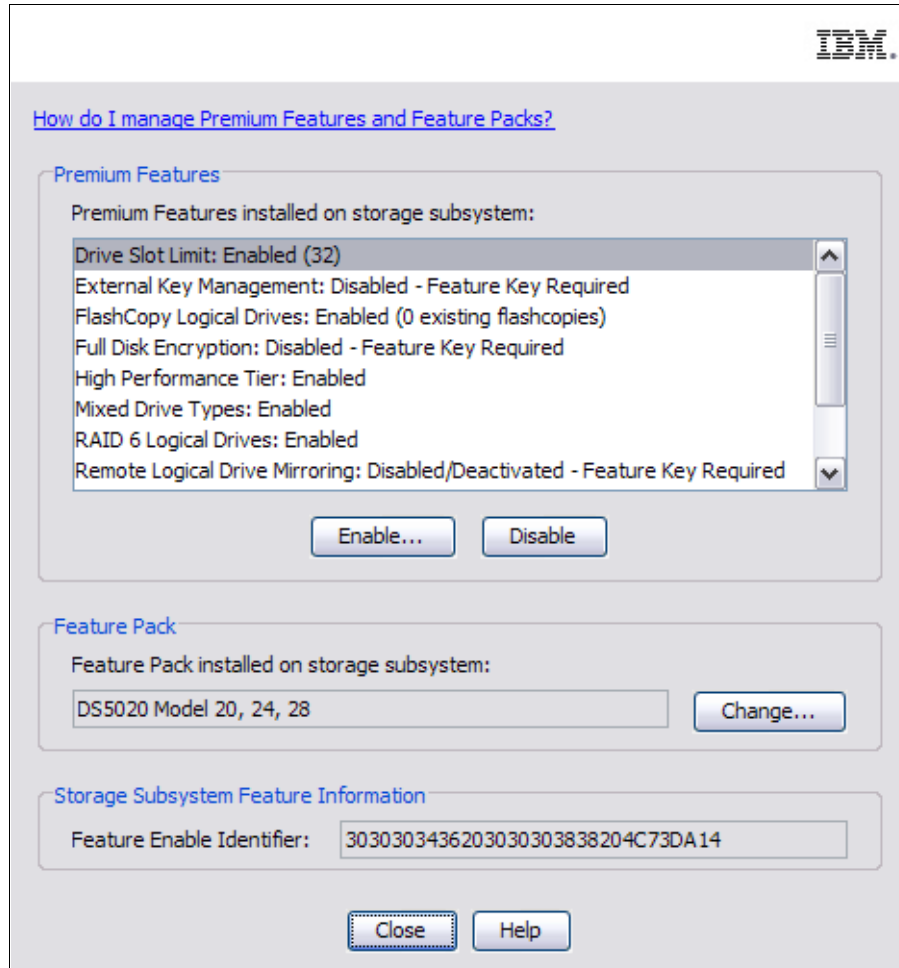 IBM.
How do I manage Premium Features and Feature Packs?
Premium Features
Premium Features installed on storage subsystem:
Drive Slot Limit: Enabled (32)
External Key Management: Disabled - Feature Key Required
FlashCopy Logical Drives: Enabled (0 existing flashcopies)
Full Disk Encryption: Disabled - Feature Key Required
High Performance Tier: Enabled
Mixed Drive Types: Enabled
RAID 6 Logical Drives: Enabled
Remote Logical Drive Mirroring: Disabled/Deactivated - Feature Key Required
Enable... Disable
Feature Pack
Feature Pack installed on storage subsystem:
DS5020 Model 20, 24, 28 Change...
Storage Subsystem Feature Information
Feature Enable Identifier: 3030303436203030303838204C73DA14
Close Help